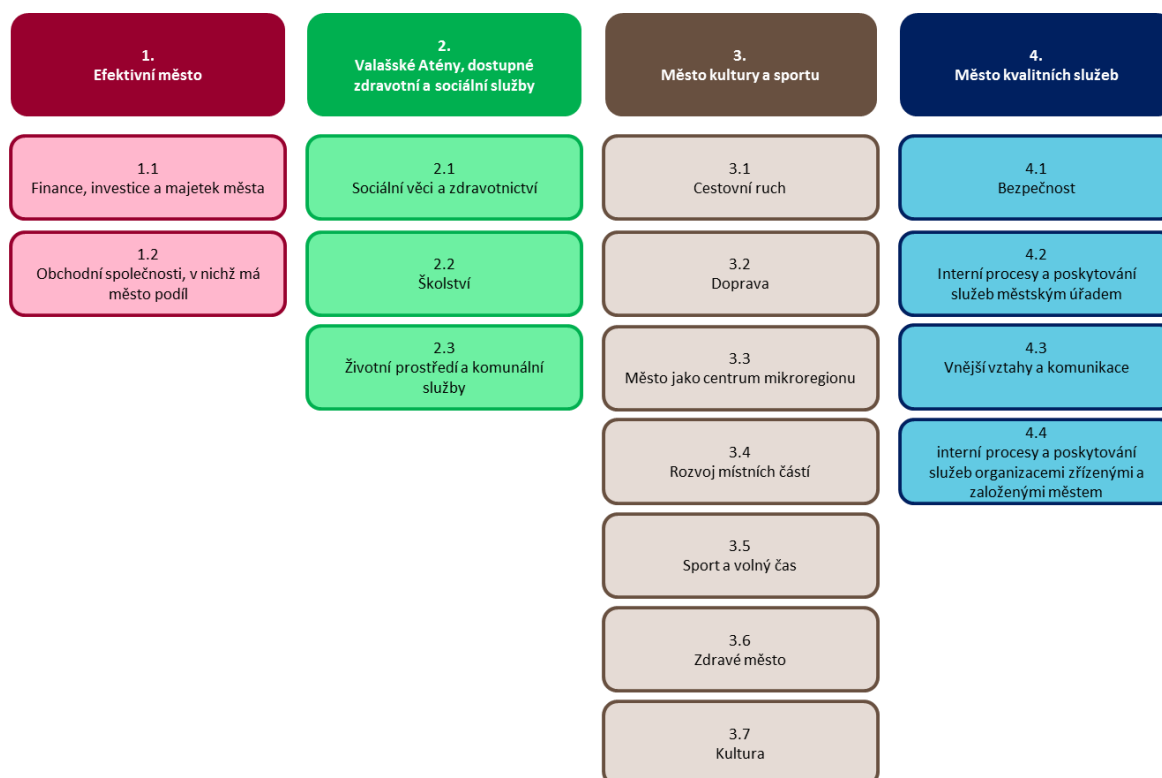 1.
Efektivní město
1.1
Finance, investice a majetek města
1.2
Obchodní společnosti, v nichž má
město podíl
2.
Valašské Atény, dostupné
zdravotní a sociální služby
2.1
Sociální věci a zdravotnictví
2.2
Školství
2.3
Životní prostředí a komunální
služby
3.
Město kultury a sportu
3.1
Cestovní ruch
3.2
Doprava
3.3
Město jako centrum mikroregionu
3.4
Rozvoj místních částí
3.5
Sport a volný čas
3.6
Zdravé město
3.7
Kultura
4.
Město kvalitních služeb
4.1
Bezpečnost
4.2
Interní procesy a poskytování
služeb městským úřadem
4.3
Vnější vztahy a komunikace
4.4
interní procesy a poskytování
služeb organizacemi zřízenými a
založenými městem